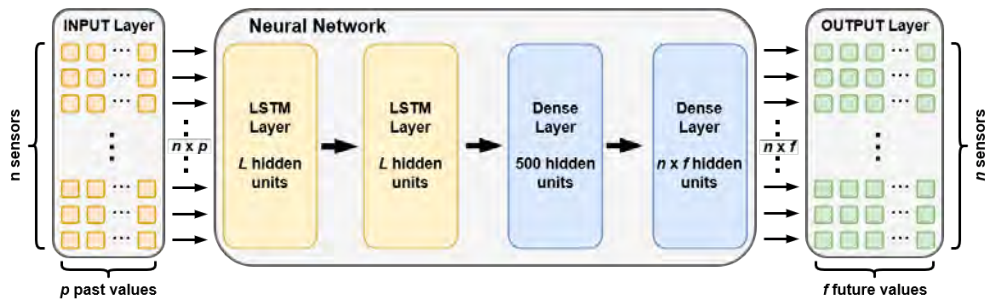 INPUT Layer
n sensors
n x p
p past values
Neural Network
LSTM
Layer
L hidden
units
LSTM
Layer
L hidden
units
Dense
Layer
500 hidden
units
Dense
Layer
n x f hidden
units
n x f
OUTPUT Layer
n sensors
f future values